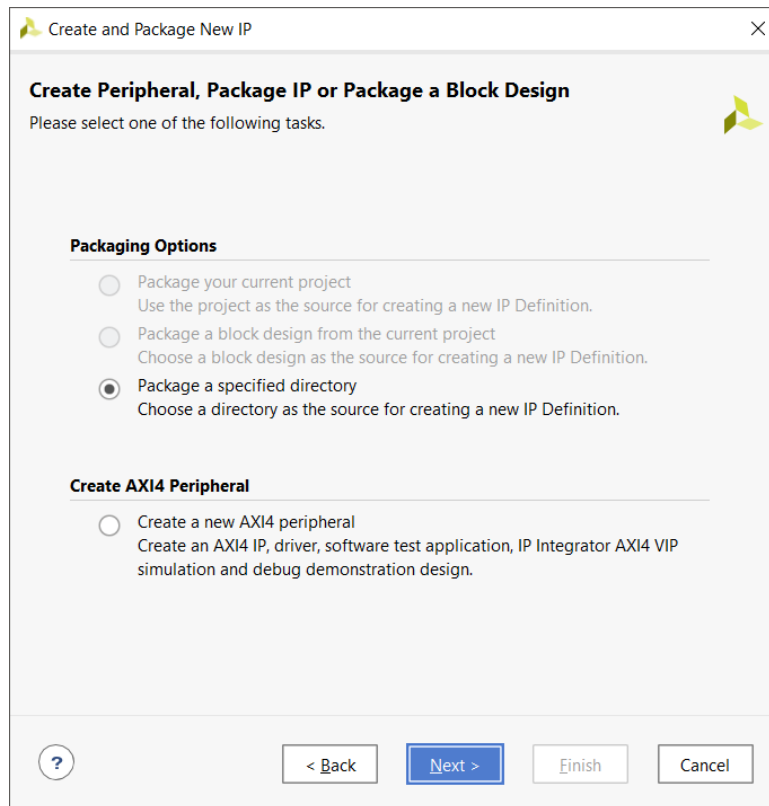 Create and Package New IP
Create Peripheral, Package IP or Package a Block Design
Please select one of the following tasks.
Packaging Options
Package your current project
Use the project as the source for creating a new IP Definition.
Package a block design from the current project
Choose a block design as the source for creating a new IP Definition.
Package a specified directory
Choose a directory as the source for creating a new IP Definition.
Create AXI4 Peripheral
Create a new AXI4 peripheral
Create an AXI4 IP, driver, software test application, IP Integrator AXI4 VIP
simulation and debug demonstration design.
? < Back Next > Finish Cancel